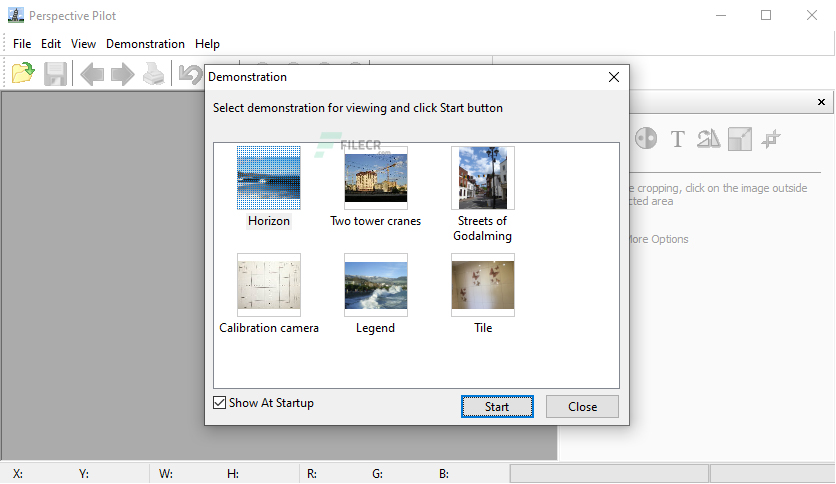 Perspective Pilot
File Edit View Demonstration Help
Demonstration
Select demonstration for viewing and click Start button
FILECR
T
e cropping, click on the image outside
cted area
Horizon
Two tower cranes
Streets of
Godalming
More Options
Calibration camera
Legend
Tile
Show At Startup
Start
Close
X: Y: W: H: R: G: B: